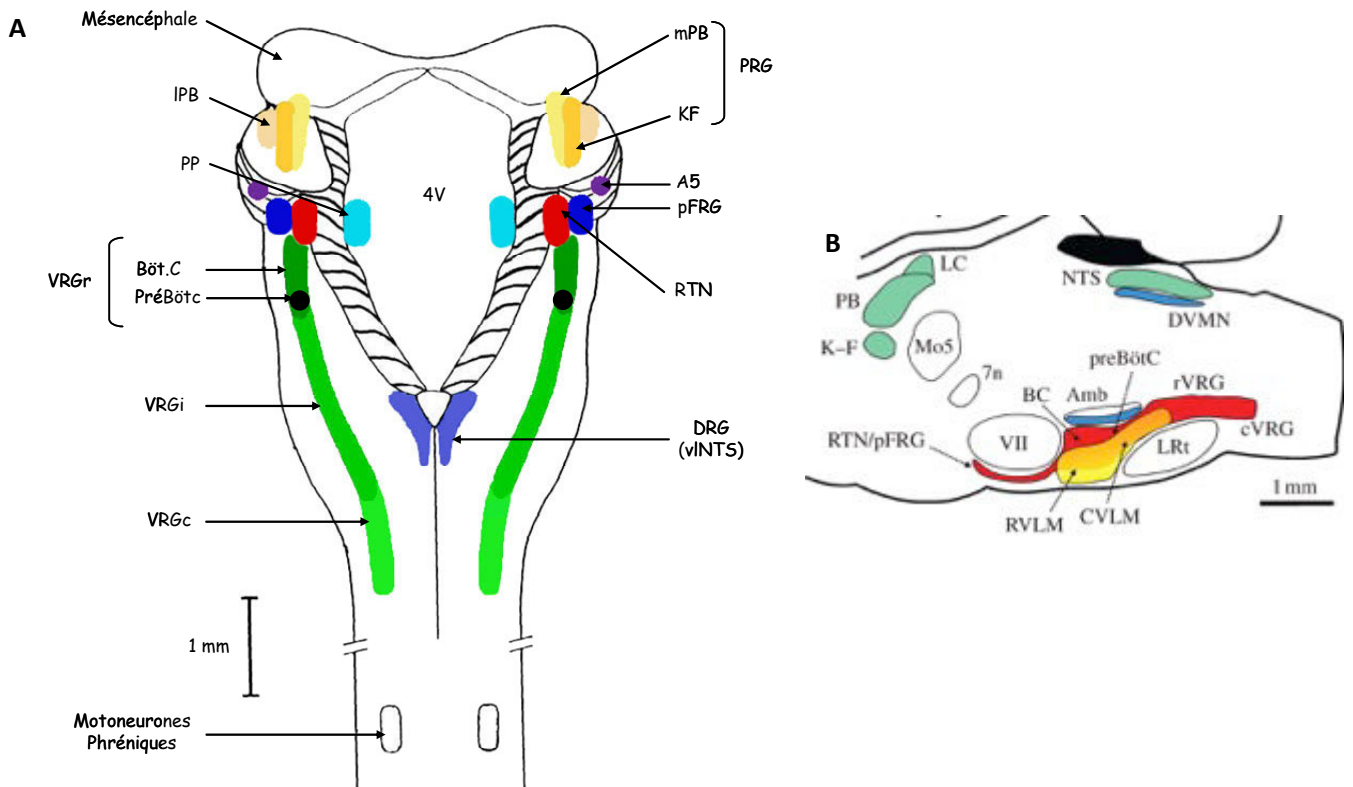 A
Mésencéphale
mPB
PRG
lPB
KF
PP
4V
A5
pFRG
VRGr
Böt.C
PréBötc
RTN
VRGi
DRG
(vlNTS)
VRGc
1 mm
Motoneurones
Phréniques
B
LC
NTS
PB
DVMN
K–F
Mo5
preBötC
7n
rVRG
BC
Amb
cVRG
RTN/pFRG
VII
LRt
1 mm
RVLM
CVLM